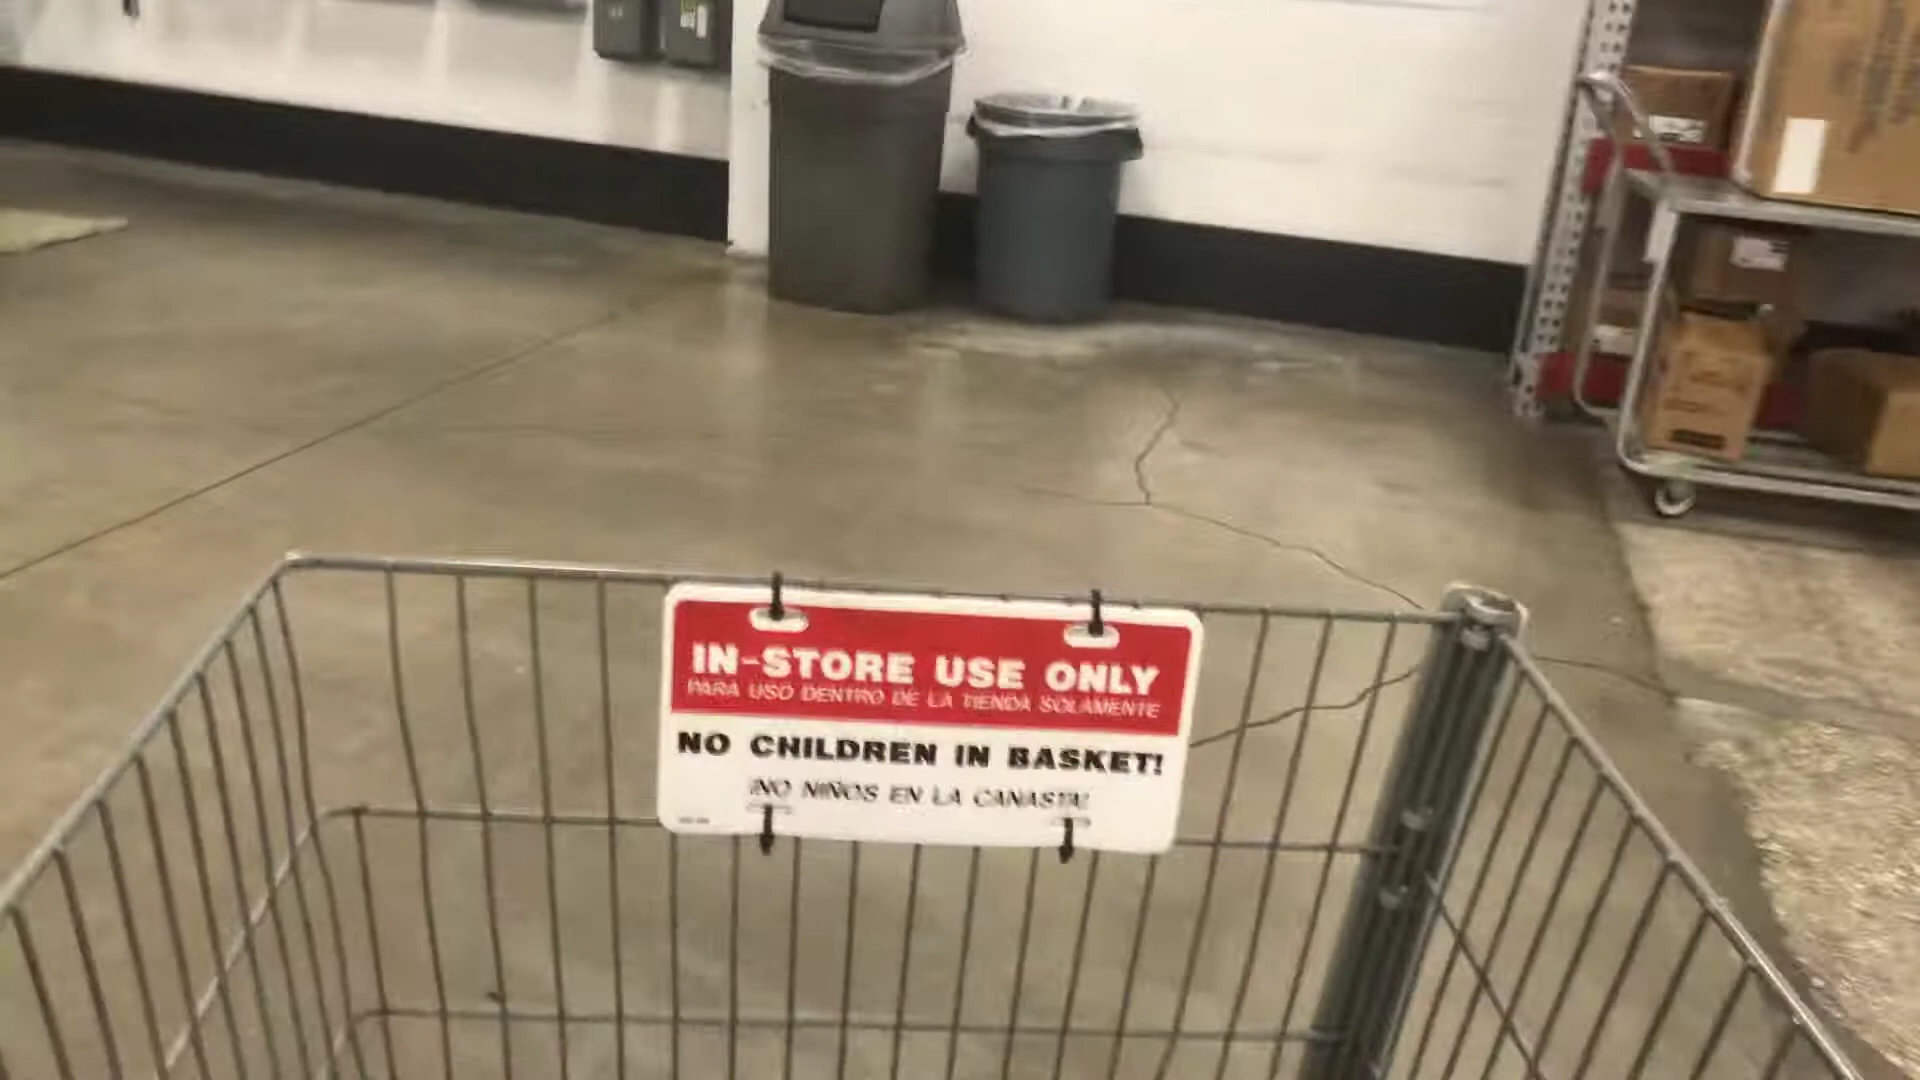 IN-STORE USE ONLY
PARA USO DENTRO DE LA TIENDA SOLAMENTE
NO CHILDREN IN BASKET!
¡NO NIÑOS EN LA CANASTA!